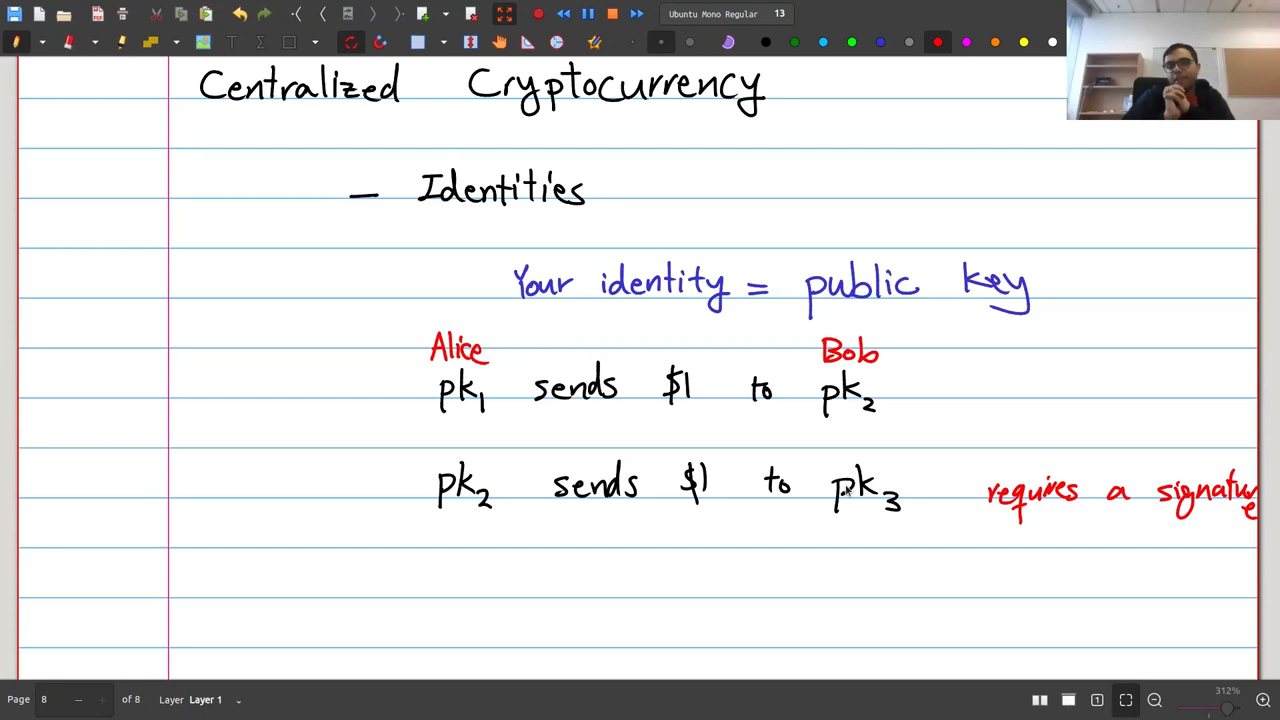 Ubuntu Mono Regular 13
Centralized Cryptocurrency
— Identities
Your identity = public key
Alice Bob
pk1 sends $1 to pk2
pk2 sends $1 to pk3 requires a signature
Page 8 of 8 Layer Layer 1 312%